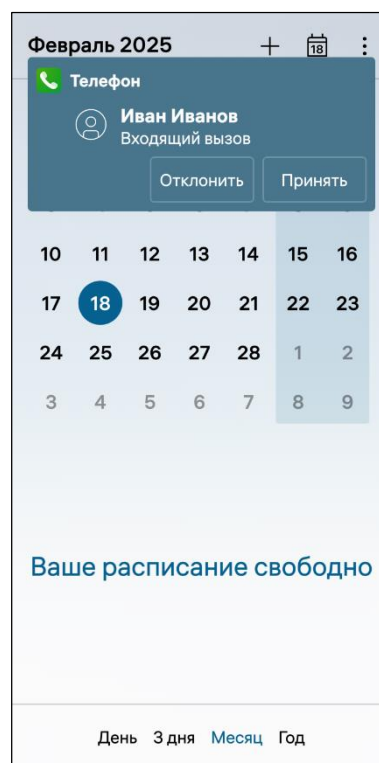 Февраль 2025
18
Телефон
Иван Иванов
Входящий вызов
Отклонить Принять
10 11 12 13 14 15 16
17 18 19 20 21 22 23
24 25 26 27 28 1 2
3 4 5 6 7 8 9
Ваше расписание свободно
День 3 дня Месяц Год